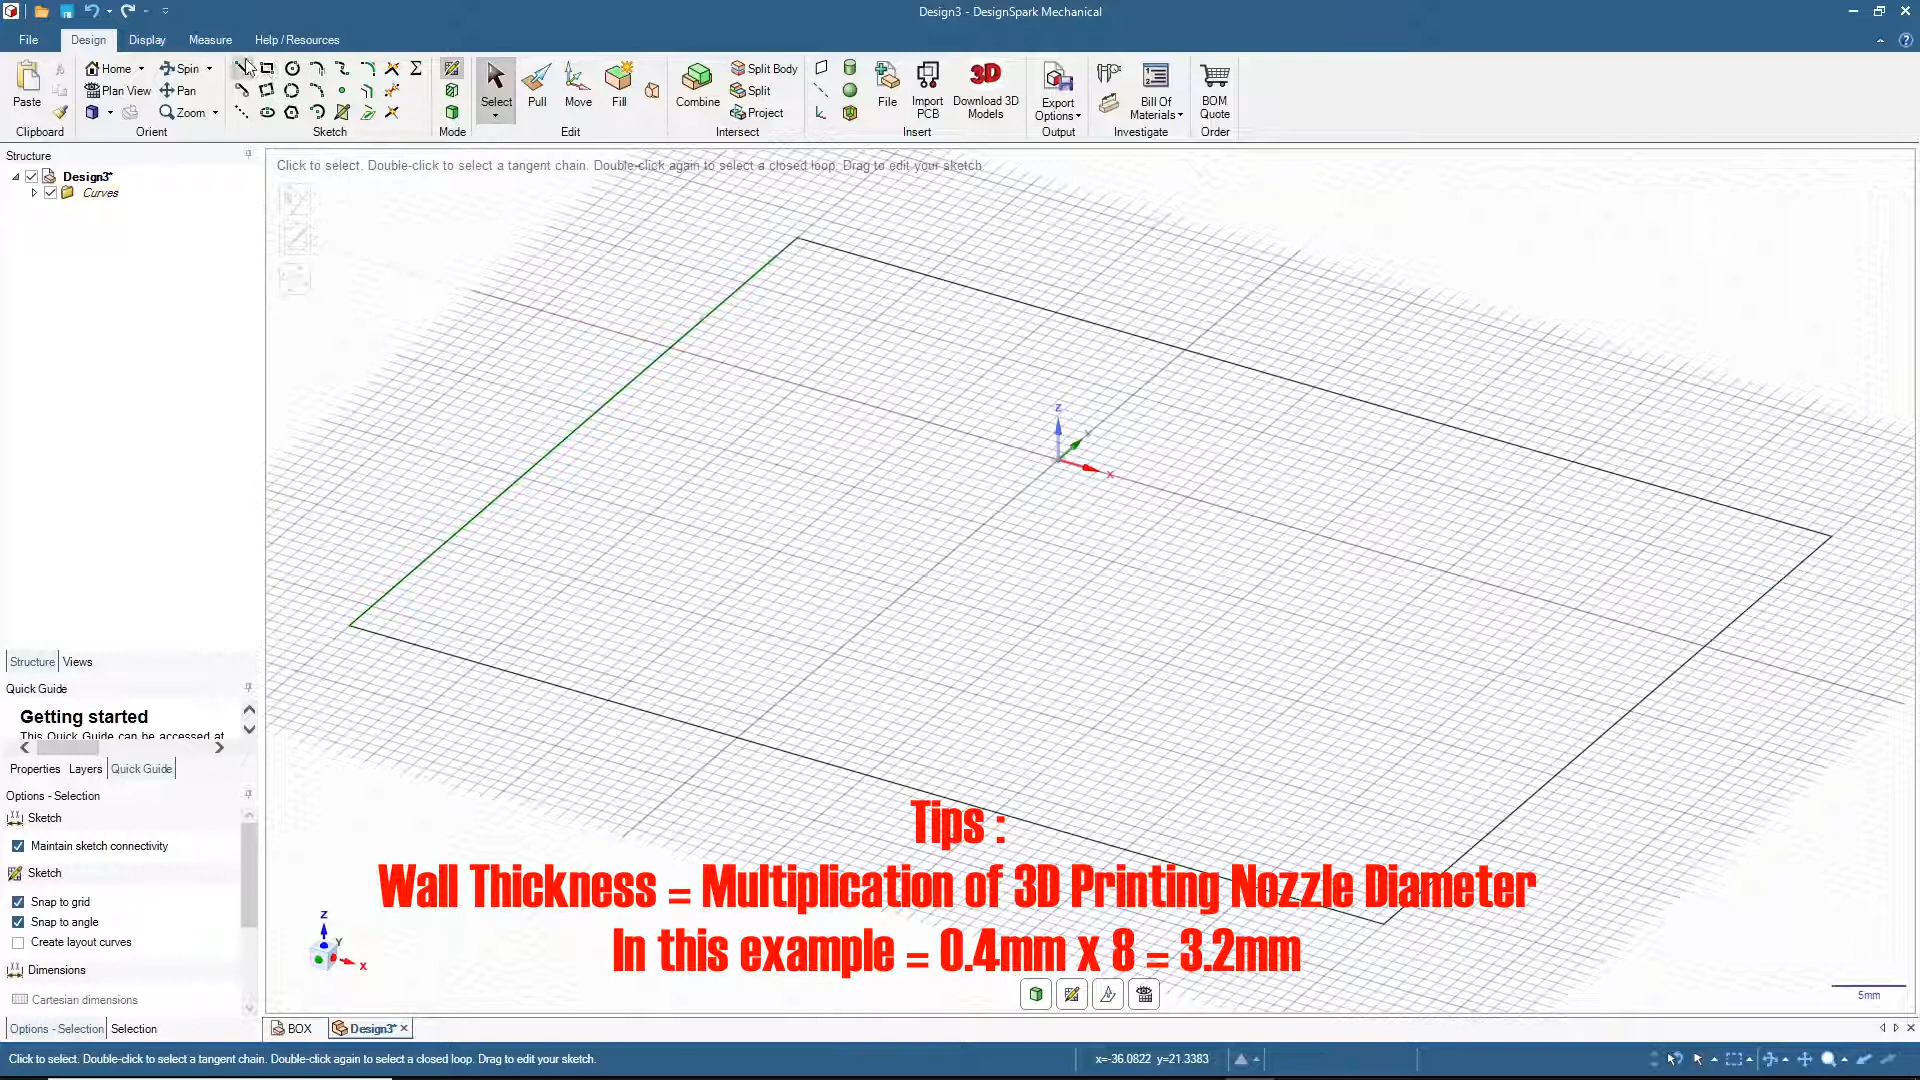 Design3 - DesignSpark Mechanical
File Design Display Measure Help / Resources
Paste Home Spin Plan View Pan Zoom Select Pull Move Fill Combine Split Body Split Project File Import PCB Download 3D Models Export Options Bill Of Materials BOM Quote
Clipboard Orient Sketch Mode Edit Intersect Insert Output Investigate Order
Structure
Click to select. Double-click to select a tangent chain. Double-click again to select a closed loop. Drag to edit your sketch.
Design3*
Curves
Z
X
Structure Views
Quick Guide
Getting started
This Quick Guide can be accessed at
Properties Layers Quick Guide
Options - Selection
Sketch
Maintain sketch connectivity
Sketch
Snap to grid
Snap to angle
Create layout curves
Dimensions
Cartesian dimensions
Options - Selection Selection
Tips :
Wall Thickness = Multiplication of 3D Printing Nozzle Diameter
In this example = 0.4mm x 8 = 3.2mm
Z
Y
X
5mm
BOX Design3*
Click to select. Double-click to select a tangent chain. Double-click again to select a closed loop. Drag to edit your sketch.
x=-36.0822 y=21.3383